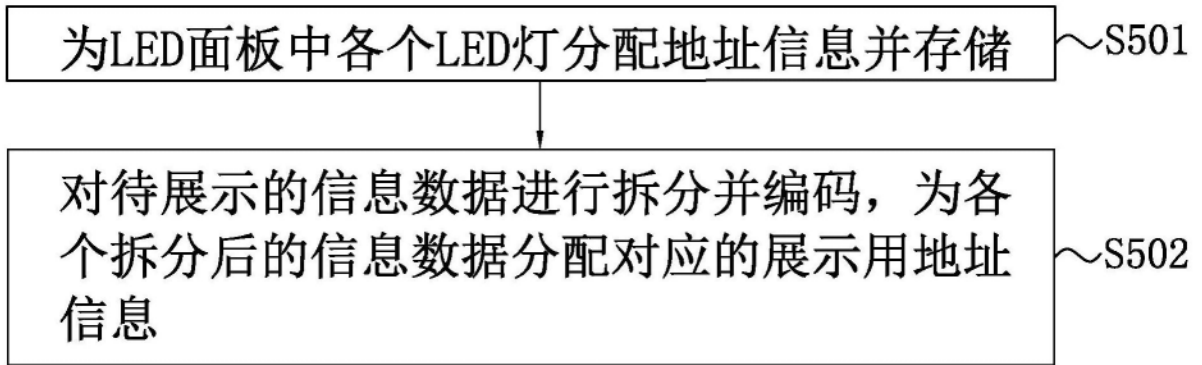 为LED面板中各个LED灯分配地址信息并存储
S501
对待展示的信息数据进行拆分并编码，为各
个拆分后的信息数据分配对应的展示用地址
信息
S502